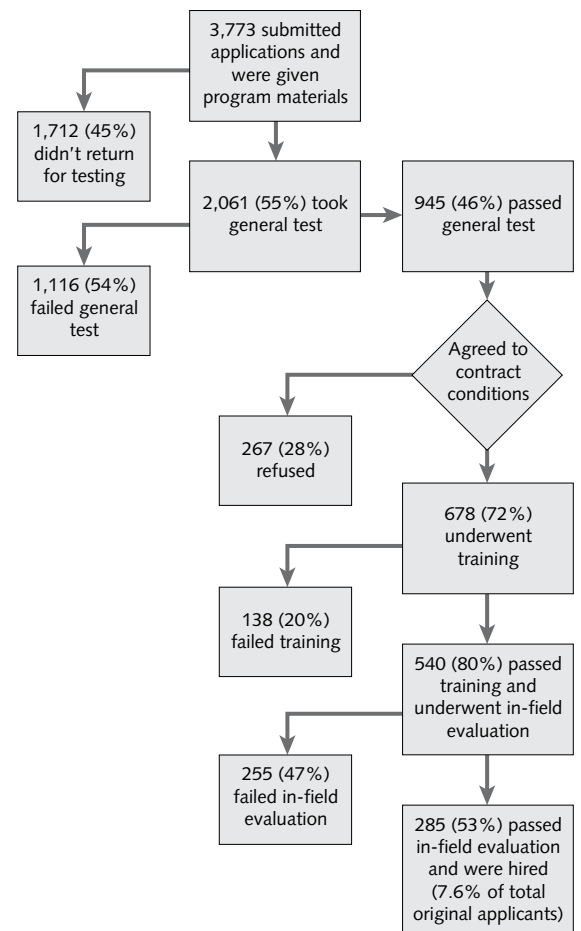 3,773 submitted
applications and
were given
program materials
1,712 (45%)
didn't return
for testing
2,061 (55%) took
general test
945 (46%) passed
general test
1,116 (54%)
failed general
test
Agreed to
contract
conditions
267 (28%)
refused
678 (72%)
underwent
training
138 (20%)
failed training
540 (80%) passed
training and
underwent in-field
evaluation
255 (47%)
failed in-field
evaluation
285 (53%) passed
in-field evaluation
and were hired
(7.6% of total
original applicants)